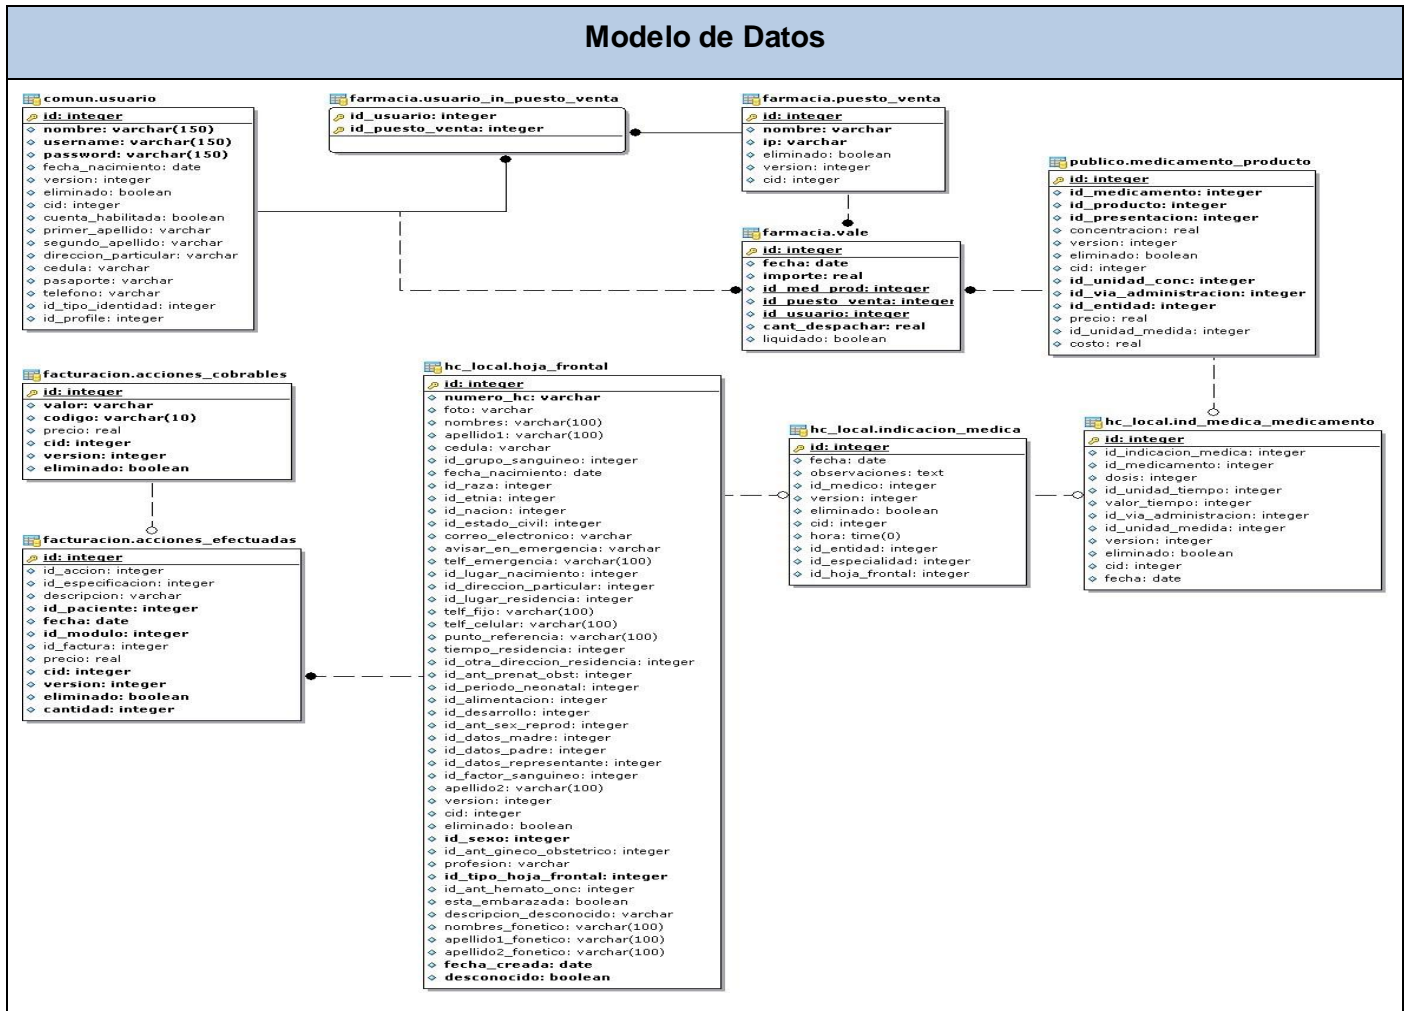 Modelo de Datos
comun.usuario
id: integer
nombre: varchar(150)
username: varchar(150)
password: varchar(150)
fecha_nacimiento: date
version: integer
eliminado: boolean
cid: integer
cuenta_habilitada: boolean
primer_apellido: varchar
segundo_apellido: varchar
direccion_particular: varchar
cedula: varchar
pasaporte: varchar
telefono: varchar
id_tipo_identidad: integer
id_profile: integer
farmacia.usuario_in_puesto_venta
id_usuario: integer
id_puesto_venta: integer
farmacia.puesto_venta
id: integer
nombre: varchar
ip: varchar
eliminado: boolean
version: integer
cid: integer
publico.medicamento_producto
id: integer
id_medicamento: integer
id_producto: integer
id_presentacion: integer
concentracion: real
version: integer
eliminado: boolean
cid: integer
id_unidad_conc: integer
id_via_administracion: integer
id_entidad: integer
precio: real
id_unidad_medida: integer
costo: real
farmacia.vale
id: integer
fecha: date
importe: real
id_med_prod: integer
id_puesto_venta: integer
id_usuario: integer
cant_despachar: real
liquidado: boolean
facturacion.acciones_cobrables
id: integer
valor: varchar
codigo: varchar(10)
precio: real
cid: integer
version: integer
eliminado: boolean
hc_local.hoja_frontal
id: integer
numero_hc: varchar
foto: varchar
nombres: varchar(100)
apellido1: varchar(100)
cedula: varchar
id_grupo_sanguineo: integer
fecha_nacimiento: date
id_raza: integer
id_etnia: integer
id_nacion: integer
id_estado_civil: integer
correo_electronico: varchar
avisar_en_emergencia: varchar
telf_emergencia: varchar(100)
id_lugar_nacimiento: integer
id_direccion_particular: integer
id_lugar_residencia: integer
telf_fijo: varchar(100)
telf_celular: varchar(100)
punto_referencia: varchar(100)
tiempo_residencia: integer
id_otra_direccion_residencia: integer
id_ant_prenat_obst: integer
id_periodo_neonatal: integer
id_alimentacion: integer
id_desarrollo: integer
id_ant_sex_reprod: integer
id_datos_madre: integer
id_datos_padre: integer
id_datos_representante: integer
id_factor_sanguineo: integer
apellido2: varchar(100)
version: integer
cid: integer
eliminado: boolean
id_sexo: integer
id_ant_gineco_obstetrico: integer
profesion: varchar
id_tipo_hoja_frontal: integer
id_ant_hemato_onc: integer
esta_embarazada: boolean
descripcion_desconocido: varchar
nombres_fonetico: varchar(100)
apellido1_fonetico: varchar(100)
apellido2_fonetico: varchar(100)
fecha_creada: date
desconocido: boolean
hc_local.indicacion_medica
id: integer
fecha: date
observaciones: text
id_medico: integer
version: integer
eliminado: boolean
cid: integer
hora: time(0)
id_entidad: integer
id_especialidad: integer
id_hoja_frontal: integer
hc_local.ind_medica_medicamento
id: integer
id_indicacion_medica: integer
id_medicamento: integer
dosis: integer
id_unidad_tiempo: integer
valor_tiempo: integer
id_via_administracion: integer
id_unidad_medida: integer
version: integer
eliminado: boolean
cid: integer
fecha: date
facturacion.acciones_efectuadas
id: integer
id_accion: integer
id_especificacion: integer
descripcion: varchar
id_paciente: integer
fecha: date
id_modulo: integer
id_factura: integer
precio: real
cid: integer
version: integer
eliminado: boolean
cantidad: integer